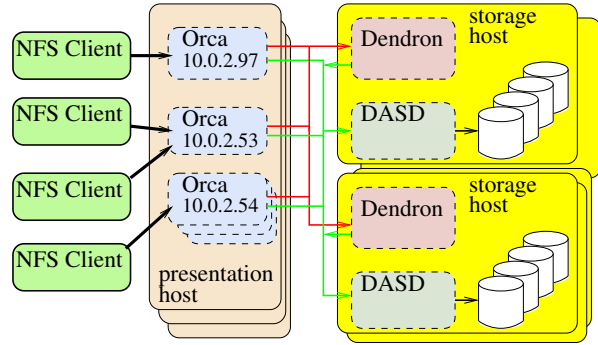 NFS Client
NFS Client
NFS Client
NFS Client
Orca
10.0.2.97
Orca
10.0.2.53
Orca
10.0.2.54
presentation
host
storage
host
Dendron
DASD
storage
host
Dendron
DASD